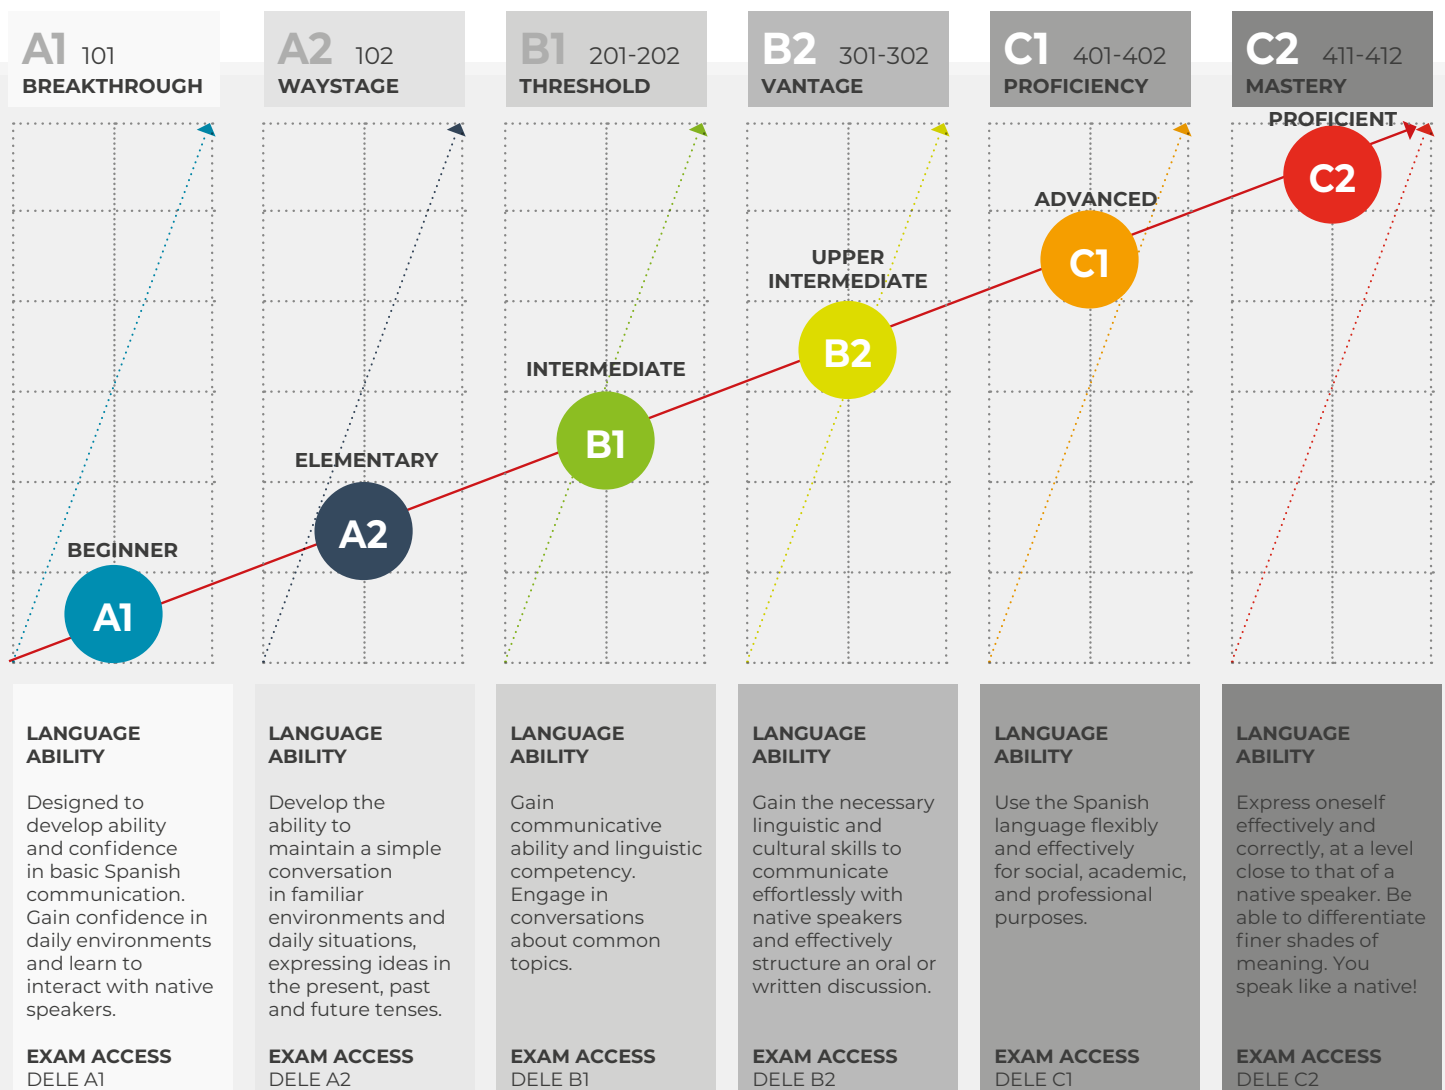 A1 101
BREAKTHROUGH
A2 102
WAYSTAGE
B1 201-202
THRESHOLD
B2 301-302
VANTAGE
C1 401-402
PROFICIENCY
C2 411-412
MASTERY
PROFICIENT
C2
ADVANCED
C1
UPPER
INTERMEDIATE
B2
INTERMEDIATE
B1
ELEMENTARY
A2
BEGINNER
A1
LANGUAGE
ABILITY
Designed to
develop ability
and confidence
in basic Spanish
communication.
Gain confidence in
daily environments
and learn to
interact with native
speakers.
EXAM ACCESS
DELE A1
LANGUAGE
ABILITY
Develop the
ability to
maintain a simple
conversation
in familiar
environments and
daily situations,
expressing ideas in
the present, past
and future tenses.
EXAM ACCESS
DELE A2
LANGUAGE
ABILITY
Gain
communicative
ability and linguistic
competency.
Engage in
conversations
about common
topics.
EXAM ACCESS
DELE B1
LANGUAGE
ABILITY
Gain the necessary
linguistic and
cultural skills to
communicate
effortlessly with
native speakers
and effectively
structure an oral or
written discussion.
EXAM ACCESS
DELE B2
LANGUAGE
ABILITY
Use the Spanish
language flexibly
and effectively
for social, academic,
and professional
purposes.
EXAM ACCESS
DELE C1
LANGUAGE
ABILITY
Express oneself
effectively and
correctly, at a level
close to that of a
native speaker. Be
able to differentiate
finer shades of
meaning. You
speak like a native!
EXAM ACCESS
DELE C2